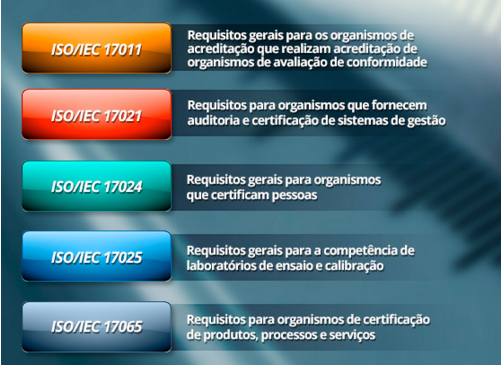 ISO/IEC 17011
Requisitos gerais para os organismos de
acreditação que realizam acreditação de
organismos de avaliação de conformidade
ISO/IEC 17021
Requisitos para organismos que fornecem
auditoria e certificação de sistemas de gestão
ISO/IEC 17024
Requisitos gerais para organismos
que certificam pessoas
ISO/IEC 17025
Requisitos gerais para a competência de
laboratórios de ensaio e calibração
ISO/IEC 17065
Requisitos para organismos de certificação
de produtos, processos e serviços